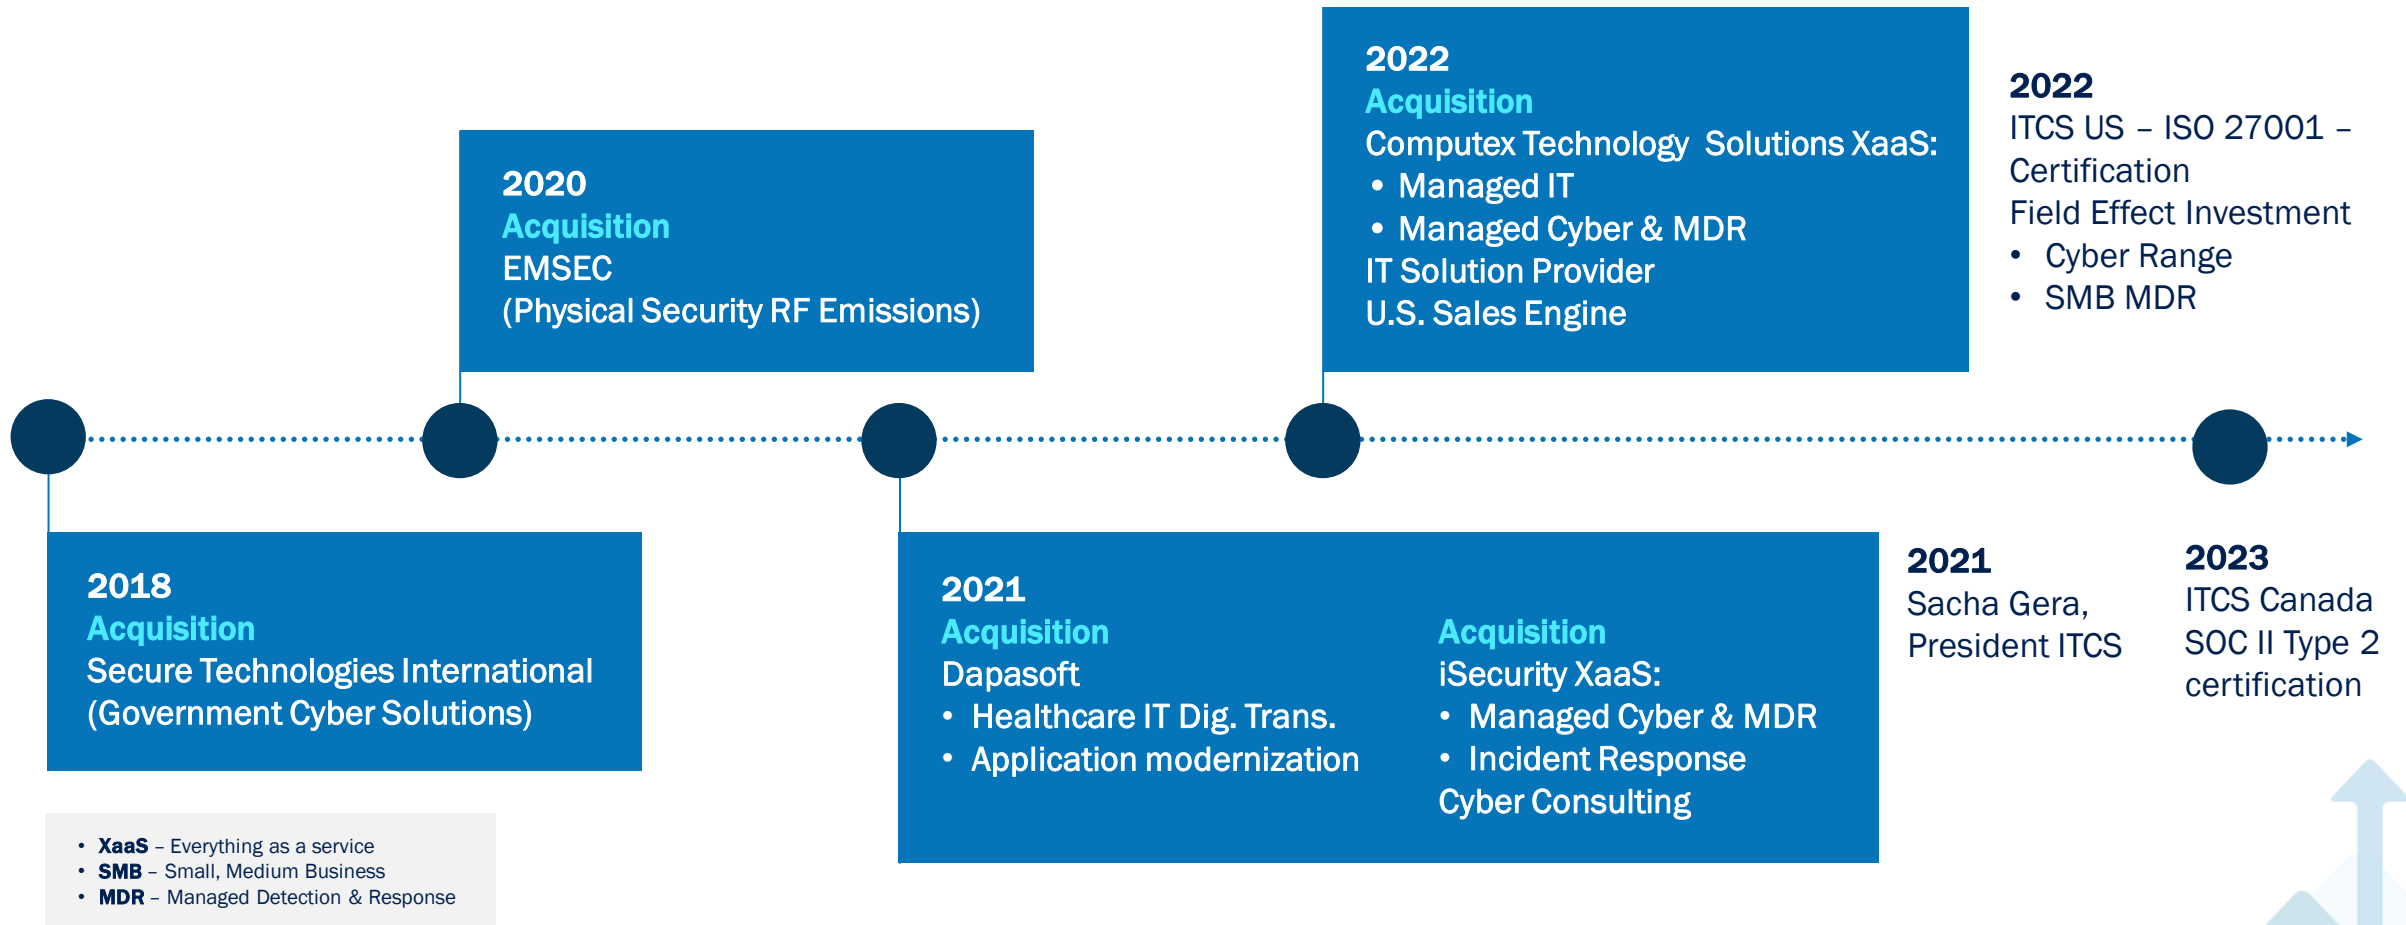 2018
Acquisition
Secure Technologies International
(Government Cyber Solutions)
2020
Acquisition
EMSEC
(Physical Security RF Emissions)
2021
Acquisition
Dapasoft
• Healthcare IT Dig. Trans.
• Application modernization
Acquisition
iSecurity XaaS:
• Managed Cyber & MDR
• Incident Response
Cyber Consulting
2021
Sacha Gera,
President ITCS
2022
Acquisition
Computex Technology Solutions XaaS:
• Managed IT
• Managed Cyber & MDR
IT Solution Provider
U.S. Sales Engine
2022
ITCS US – ISO 27001 –
Certification
Field Effect Investment
• Cyber Range
• SMB MDR
2023
ITCS Canada
SOC II Type 2
certification
• XaaS – Everything as a service
• SMB – Small, Medium Business
• MDR – Managed Detection & Response